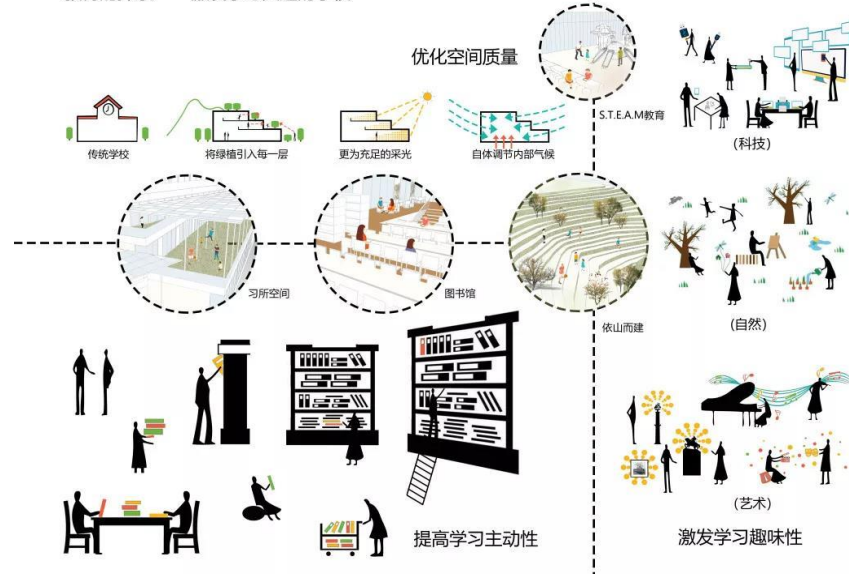 优化空间质量
S.T.E.A.M教育
(科技)
传统学校
将绿植引入每一层
更为充足的采光
自体调节内部气候
习所空间
图书馆
依山而建
(自然)
(艺术)
提高学习主动性
激发学习趣味性